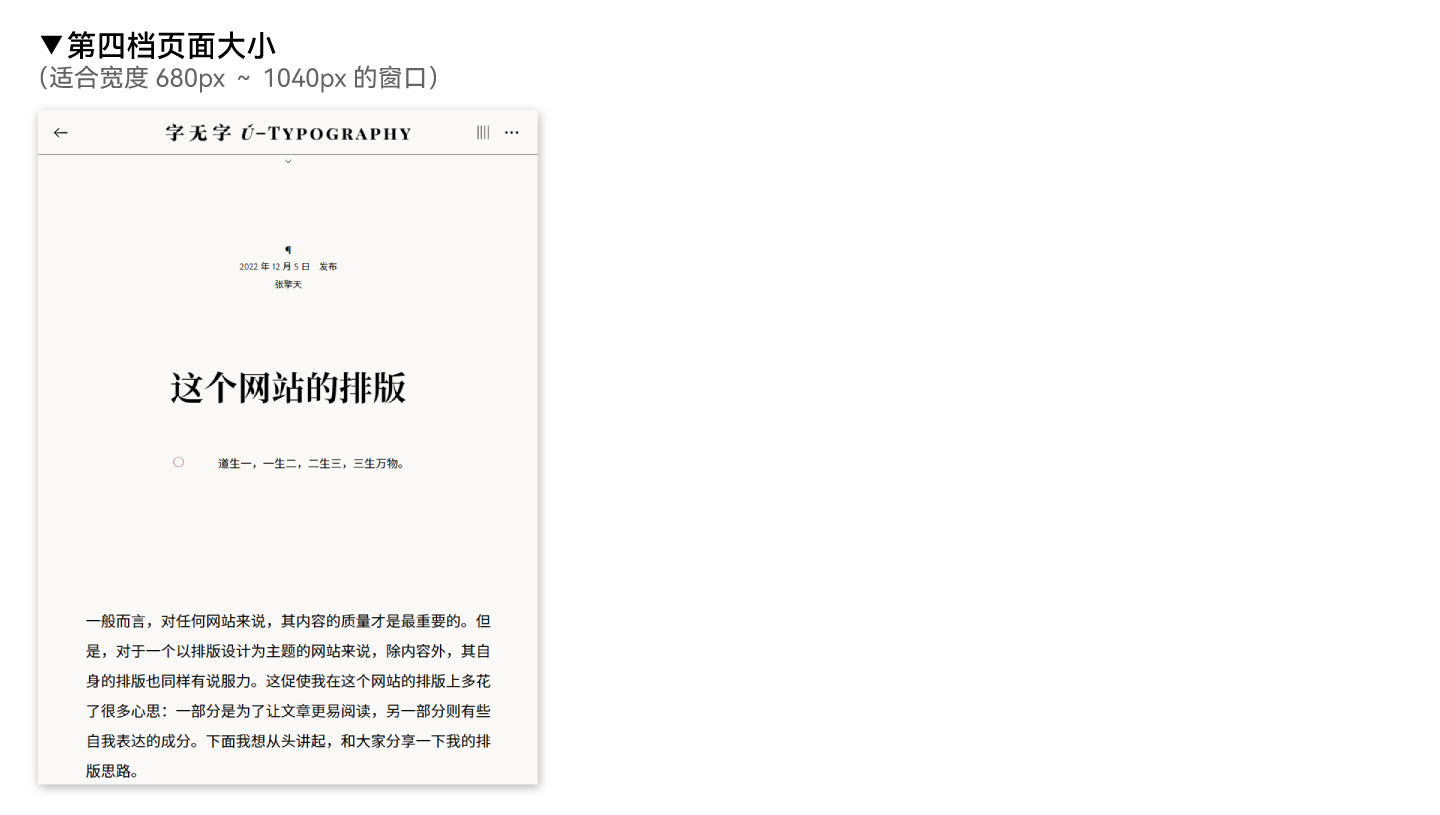 ▼第四档页面大小
（适合宽度 680px ~ 1040px 的窗口）
← 字无字 Ú–TYPOGRAPHY ···
¶
2022 年 12 月 5 日　发布
张擎天
这个网站的排版
〇　道生一，一生二，二生三，三生万物。
一般而言，对任何网站来说，其内容的质量才是最重要的。但
是，对于一个以排版设计为主题的网站来说，除内容外，其自
身的排版也同样有说服力。这促使我在这个网站的排版上多花
了很多心思：一部分是为了让文章更易阅读，另一部分则有些
自我表达的成分。下面我想从头讲起，和大家分享一下我的排
版思路。